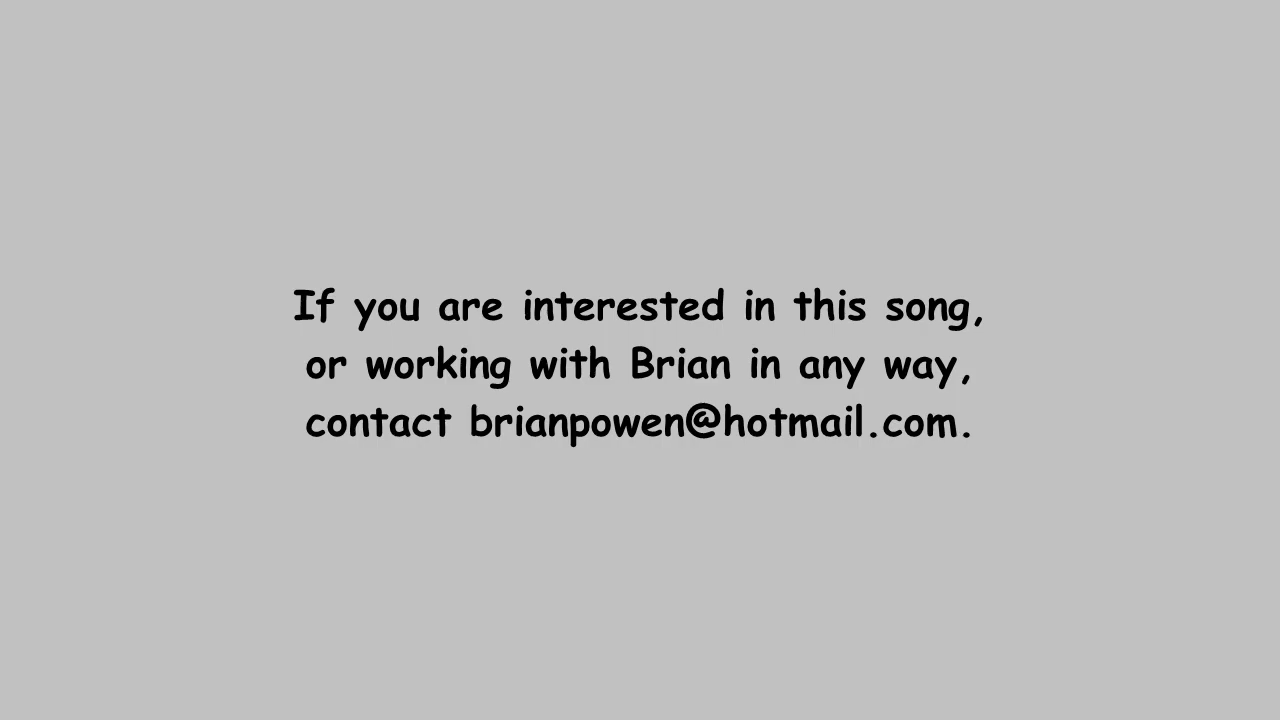 If you are interested in this song,
or working with Brian in any way,
contact brianpowen@hotmail.com.